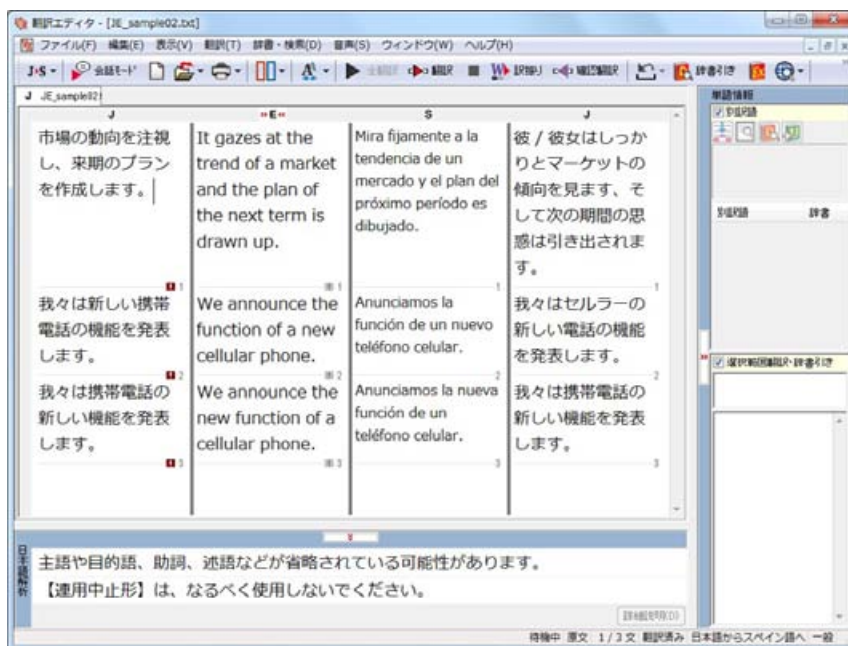 翻訳エディタ - [JE_sample02.txt]
ファイル(F) 編集(E) 表示(V) 翻訳(T) 辞書・検索(D) 音声(S) ウィンドウ(W) ヘルプ(H)
J›S 会話モード 全翻訳 翻訳 訳振り 確認翻訳 辞書引き
J JE_sample02
単語情報
別訳語
別訳語 辞書
選択範囲翻訳・辞書引き
J
市場の動向を注視
し、来期のプラン
を作成します。
1
我々は新しい携帯
電話の機能を発表
します。
2
我々は携帯電話の
新しい機能を発表
します。
3
E
It gazes at the
trend of a market
and the plan of
the next term is
drawn up.
1
We announce the
function of a new
cellular phone.
2
We announce the
new function of a
cellular phone.
3
S
Mira fijamente a la
tendencia de un
mercado y el plan del
próximo período es
dibujado.
1
Anunciamos la
función de un nuevo
teléfono celular.
2
Anunciamos la nueva
función de un
teléfono celular.
3
J
彼 / 彼女はしっか
りとマーケットの
傾向を見ます、そ
して次の期間の思
惑は引き出されま
す。
1
我々はセルラーの
新しい電話の機能
を発表します。
2
我々は携帯電話の
新しい機能を発表
します。
3
日本語解析
主語や目的語、助詞、述語などが省略されている可能性があります。
【連用中止形】は、なるべく使用しないでください。
詳細説明(D)
待機中 原文 1/3文 翻訳済み 日本語からスペイン語へ 一般